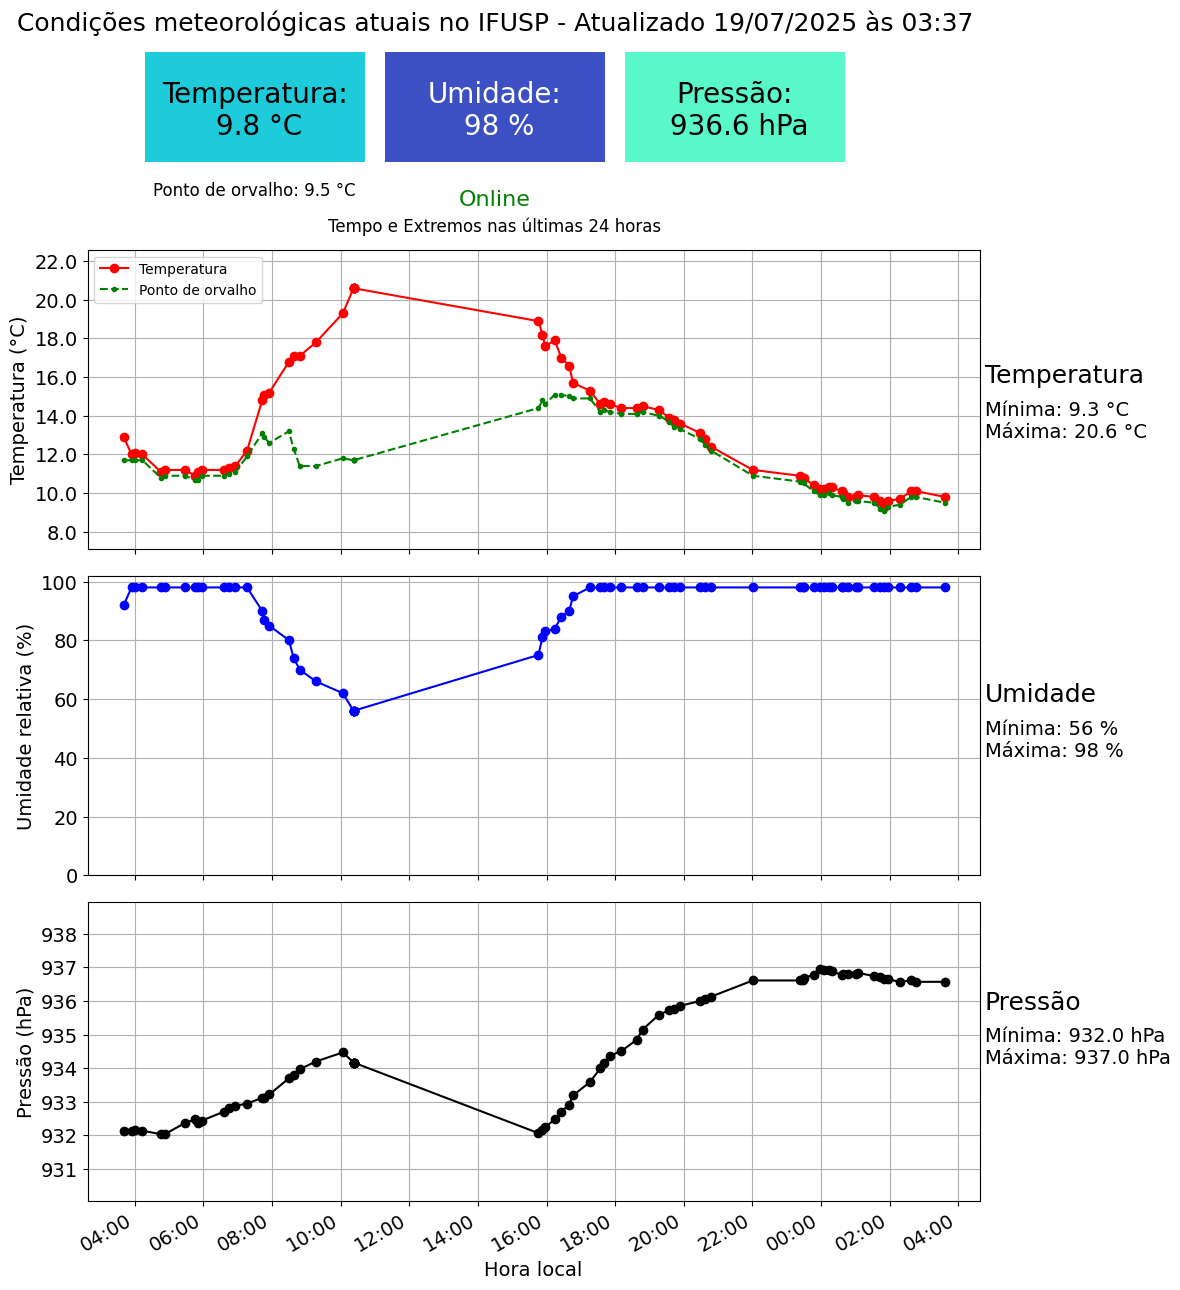 Condições meteorológicas atuais no IFUSP - Atualizado 19/07/2025 às 03:37
Temperatura:
9.8 °C
Umidade:
98 %
Pressão:
936.6 hPa
Ponto de orvalho: 9.5 °C
Online
Tempo e Extremos nas últimas 24 horas
Temperatura (°C)
22.0
20.0
18.0
16.0
14.0
12.0
10.0
8.0
Temperatura
Ponto de orvalho
Temperatura
Mínima: 9.3 °C
Máxima: 20.6 °C
Umidade relativa (%)
100
80
60
40
20
0
Umidade
Mínima: 56 %
Máxima: 98 %
Pressão (hPa)
938
937
936
935
934
933
932
931
Pressão
Mínima: 932.0 hPa
Máxima: 937.0 hPa
04:00
06:00
08:00
10:00
12:00
14:00
16:00
18:00
20:00
22:00
00:00
02:00
04:00
Hora local